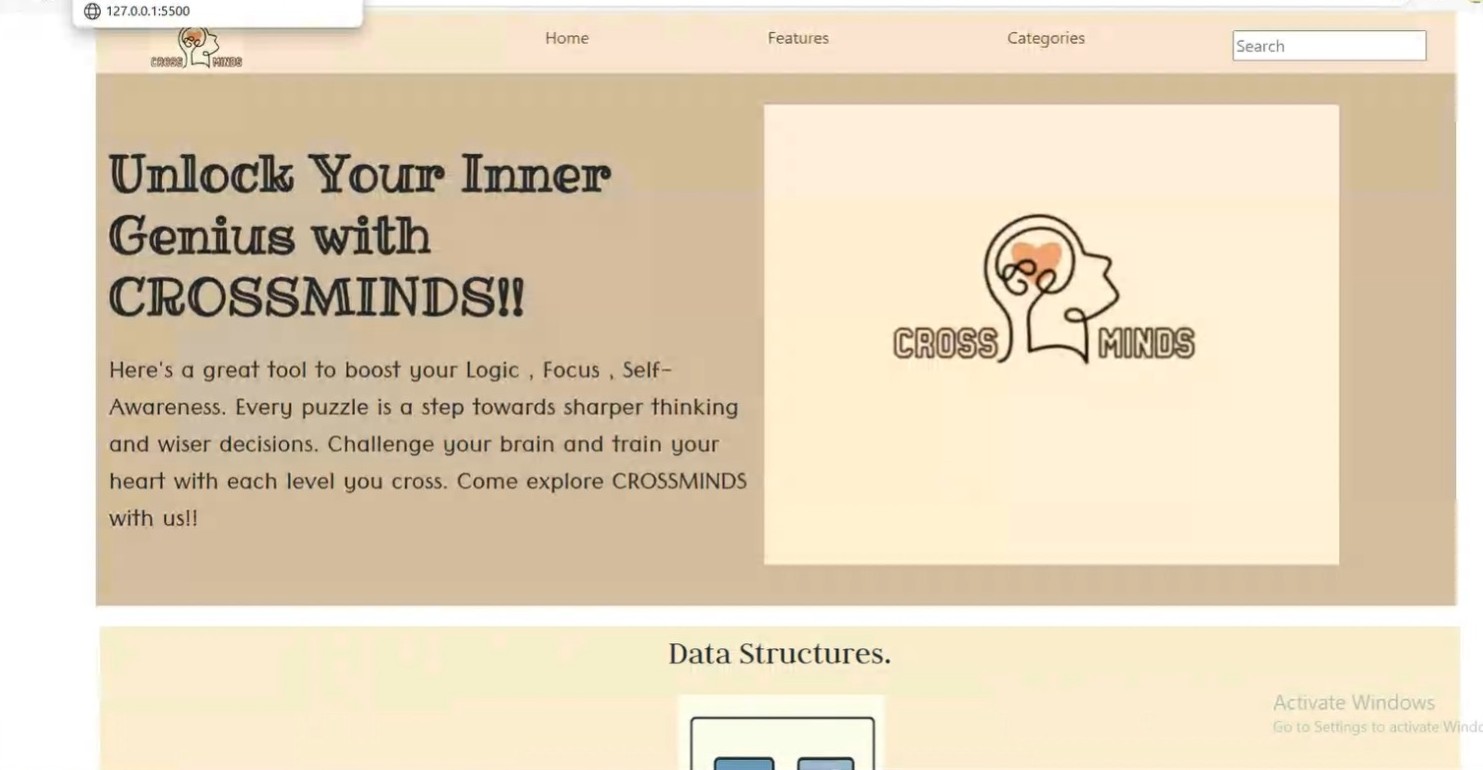 127.0.0.1:5500
CROSS MINDS
Home
Features
Categories
Search
Unlock Your Inner
Genius with
CROSSMINDS!!
Here's a great tool to boost your Logic , Focus , Self-
Awareness. Every puzzle is a step towards sharper thinking
and wiser decisions. Challenge your brain and train your
heart with each level you cross. Come explore CROSSMINDS
with us!!
CROSS MINDS
Data Structures.
Activate Windows
Go to Settings to activate Windo